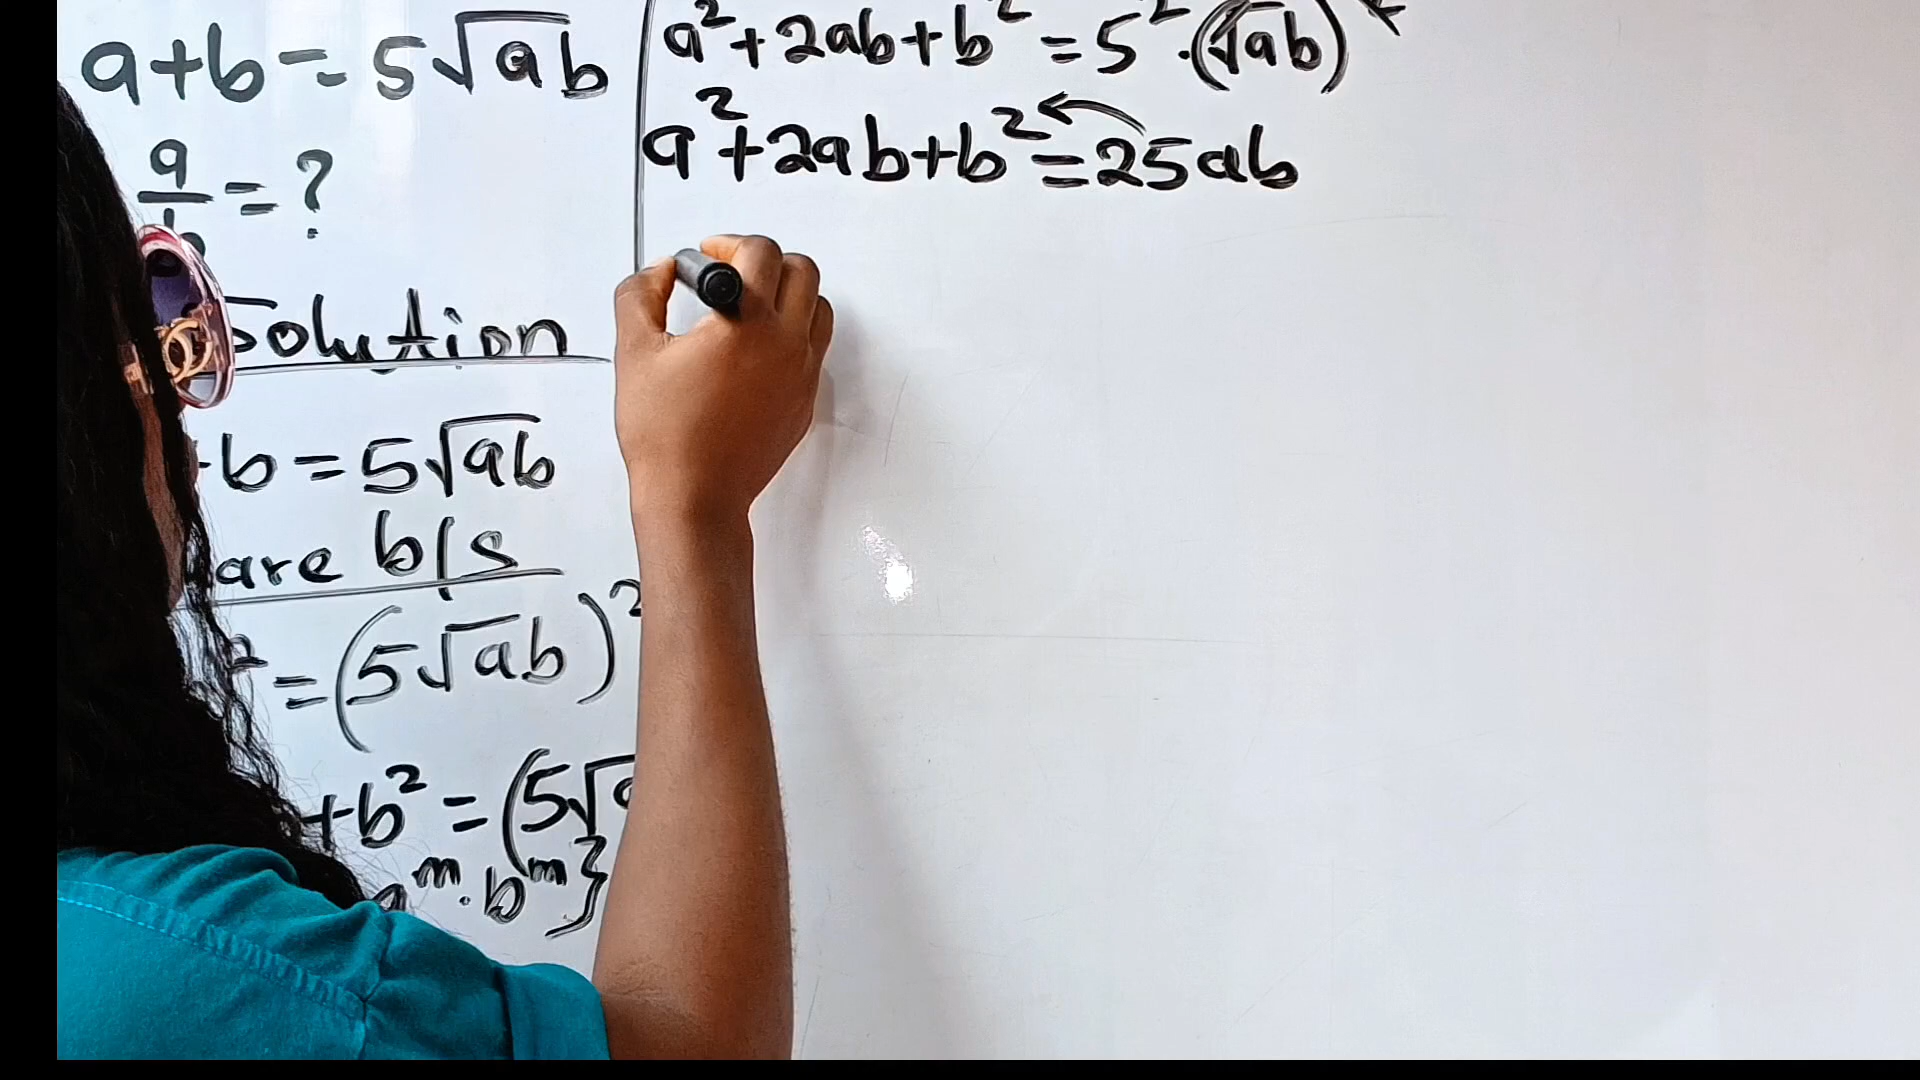 a+b=5√ab
a/b=?
Solution
b=5√ab
are b/s
²=(5√ab)²
+b²=(5√a
a^m.b^m}
a²+2ab+b²=5².(√ab)²
a²+2ab+b²=25ab